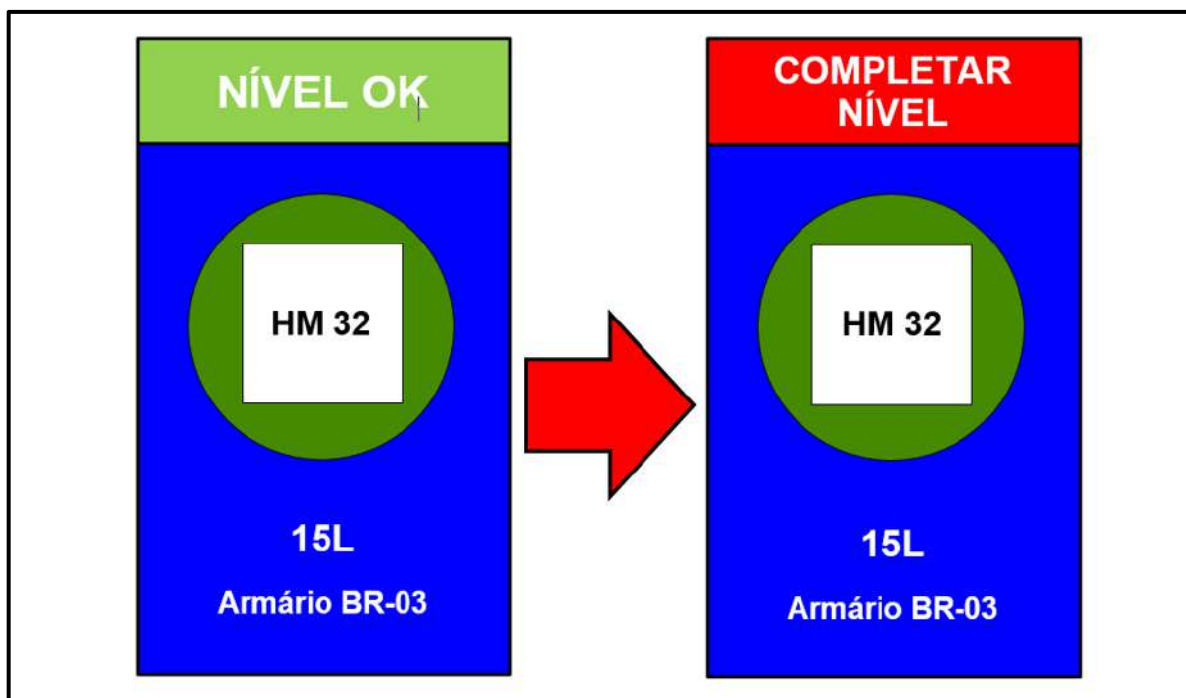 NÍVEL OK
HM 32
15L
Armário BR-03
COMPLETAR
NÍVEL
HM 32
15L
Armário BR-03